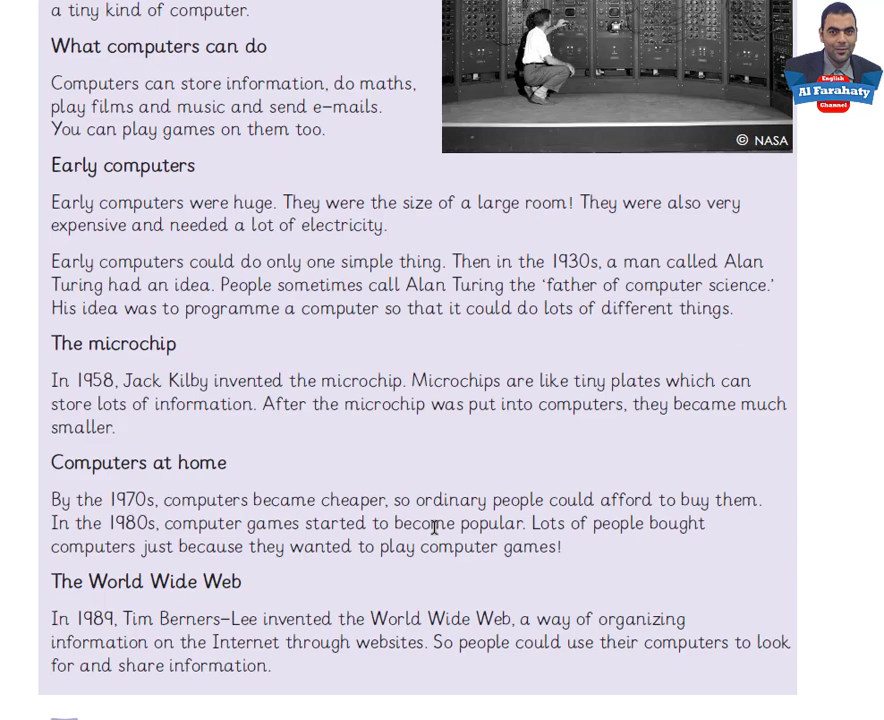 a tiny kind of computer.
What computers can do
Computers can store information, do maths,
play films and music and send e-mails.
You can play games on them too.
© NASA
English
Al Farahaty
Channel
Early computers
Early computers were huge. They were the size of a large room! They were also very
expensive and needed a lot of electricity.
Early computers could do only one simple thing. Then in the 1930s, a man called Alan
Turing had an idea. People sometimes call Alan Turing the ‘father of computer science.’
His idea was to programme a computer so that it could do lots of different things.
The microchip
In 1958, Jack Kilby invented the microchip. Microchips are like tiny plates which can
store lots of information. After the microchip was put into computers, they became much
smaller.
Computers at home
By the 1970s, computers became cheaper, so ordinary people could afford to buy them.
In the 1980s, computer games started to become popular. Lots of people bought
computers just because they wanted to play computer games!
The World Wide Web
In 1989, Tim Berners-Lee invented the World Wide Web, a way of organizing
information on the Internet through websites. So people could use their computers to look
for and share information.